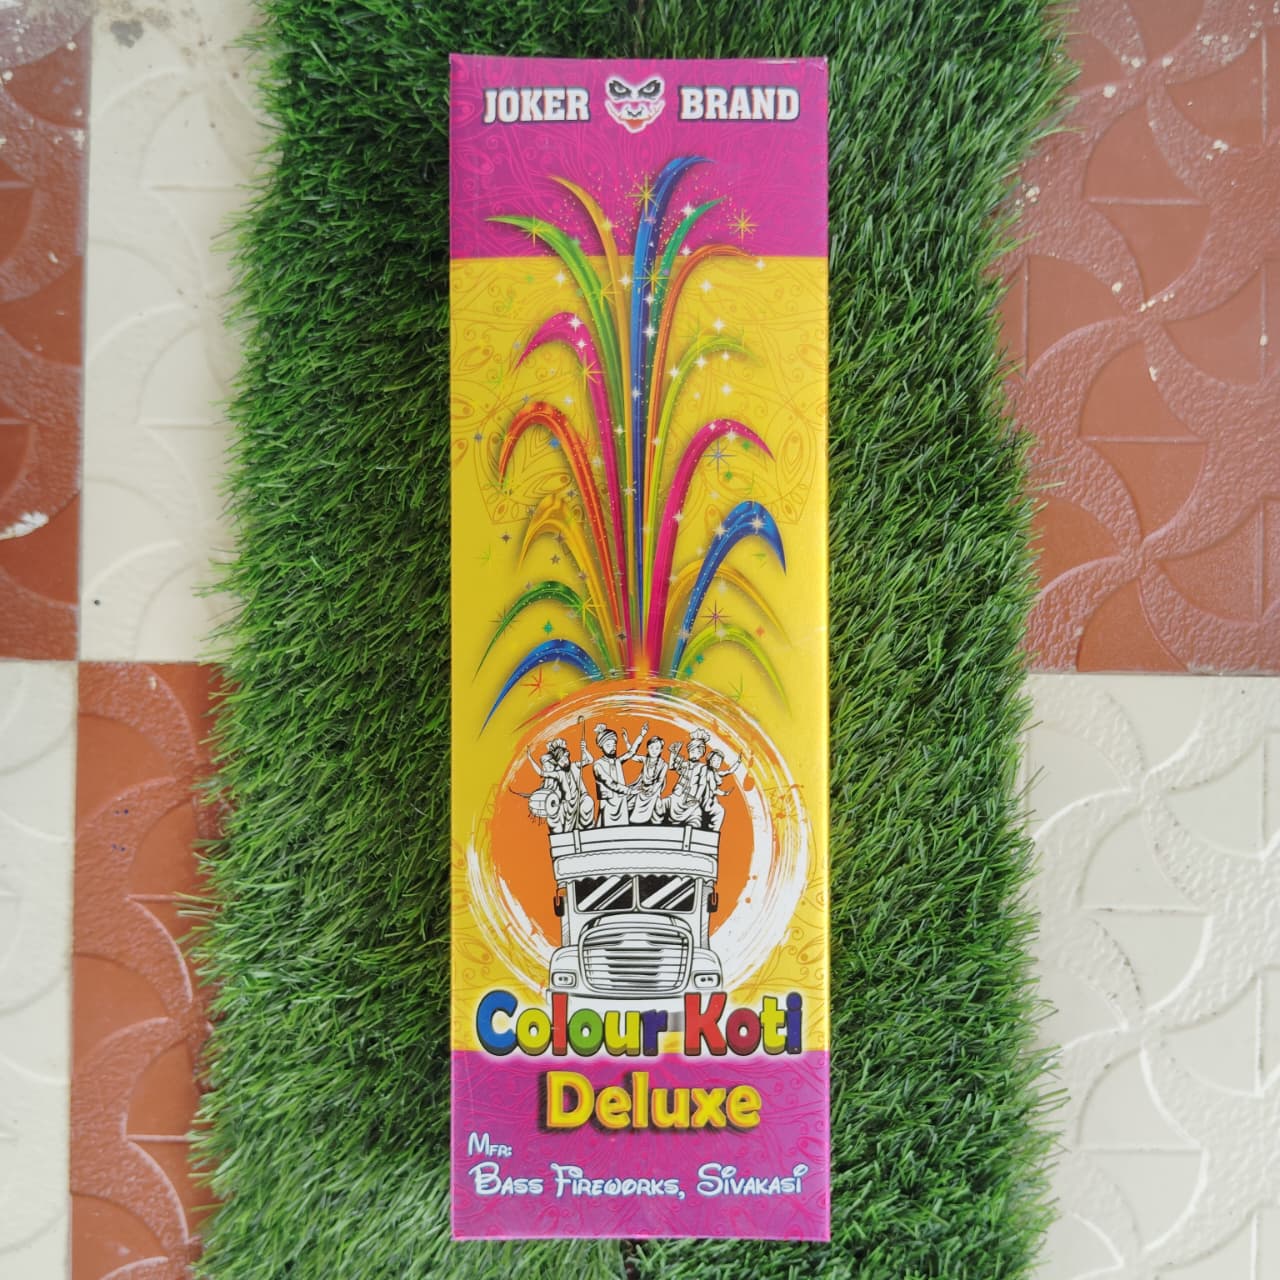 JOKER BRAND
Colour Koti
Deluxe
Mfr:
Bass Fireworks, Sivakasi